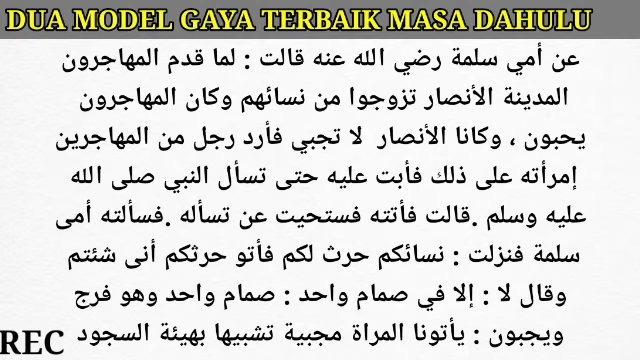 DUA MODEL GAYA TERBAIK MASA DAHULU
عن أمي سلمة رضي الله عنه قالت : لما قدم المهاجرون
المدينة الأنصار تزوجوا من نسائهم وكان المهاجرون
يحبون ، وكانا الأنصار لا تجبي فأرد رجل من المهاجرين
إمرأته على ذلك فأبت عليه حتى تسأل النبي صلى الله
عليه وسلم .قالت فأتته فستحيت عن تسأله .فسألته أمى
سلمة فنزلت : نسائكم حرث لكم فأتو حرثكم أنى شئتم
وقال لا : إلا في صمام واحد : صمام واحد وهو فرج
ويجبون : يأتونا المراة مجبية تشبيها بهيئة السجود
REC